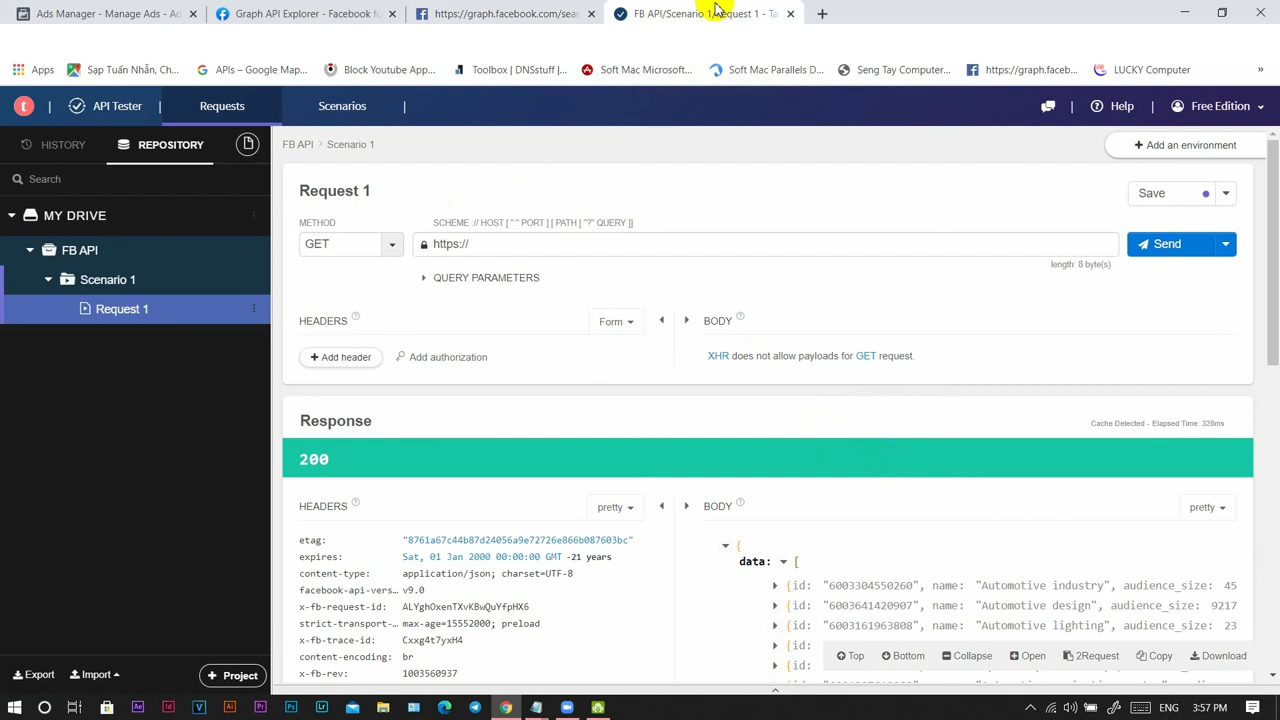 Ads Manager - Manage Ads - Ad
Graph API Explorer - Facebook fo
https://graph.facebook.com/sear
FB API/Scenario 1/Request 1 - Ta
Apps
Sạp Tuấn Nhẫn, Ch...
APIs – Google Map...
Block Youtube App...
Toolbox | DNSstuff |...
Soft Mac Microsoft...
Soft Mac Parallels D...
Seng Tay Computer...
https://graph.faceb...
LUCKY Computer
»
t
API Tester
Requests
Scenarios
Help
Free Edition
HISTORY
REPOSITORY
Search
MY DRIVE
FB API
Scenario 1
Request 1
Export
Import
+ Project
FB API > Scenario 1
+ Add an environment
Request 1
Save
METHOD
SCHEME :// HOST [ ":" PORT ] [ PATH [ "?" QUERY ]]
GET
https://
Send
length: 8 byte(s)
QUERY PARAMETERS
HEADERS
Form
BODY
+ Add header
Add authorization
XHR does not allow payloads for GET request.
Response
Cache Detected - Elapsed Time: 328ms
200
HEADERS
pretty
BODY
pretty
etag: "8761a67c44b87d24056a9e72726e866b087603bc"
expires: Sat, 01 Jan 2000 00:00:00 GMT -21 years
content-type: application/json; charset=UTF-8
facebook-api-vers v9.0
x-fb-request-id: ALYghOxenTXvKBwQuYfpHX6
strict-transport-... max-age=15552000; preload
x-fb-trace-id: Cxxg4t7yxH4
content-encoding: br
x-fb-rev: 1003560937
{
data: [
{id: "6003304550260", name: "Automotive industry", audience_size: 45
{id: "6003641420907", name: "Automotive design", audience_size: 9217
{id: "6003161963808", name: "Automotive lighting", audience_size: 23
{id:
{id:
Top
Bottom
Collapse
Open
2Request
Copy
Download
ENG
3:57 PM